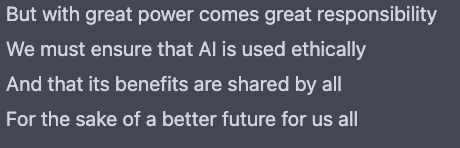 But with great power comes great responsibility
We must ensure that AI is used ethically
And that its benefits are shared by all
For the sake of a better future for us all